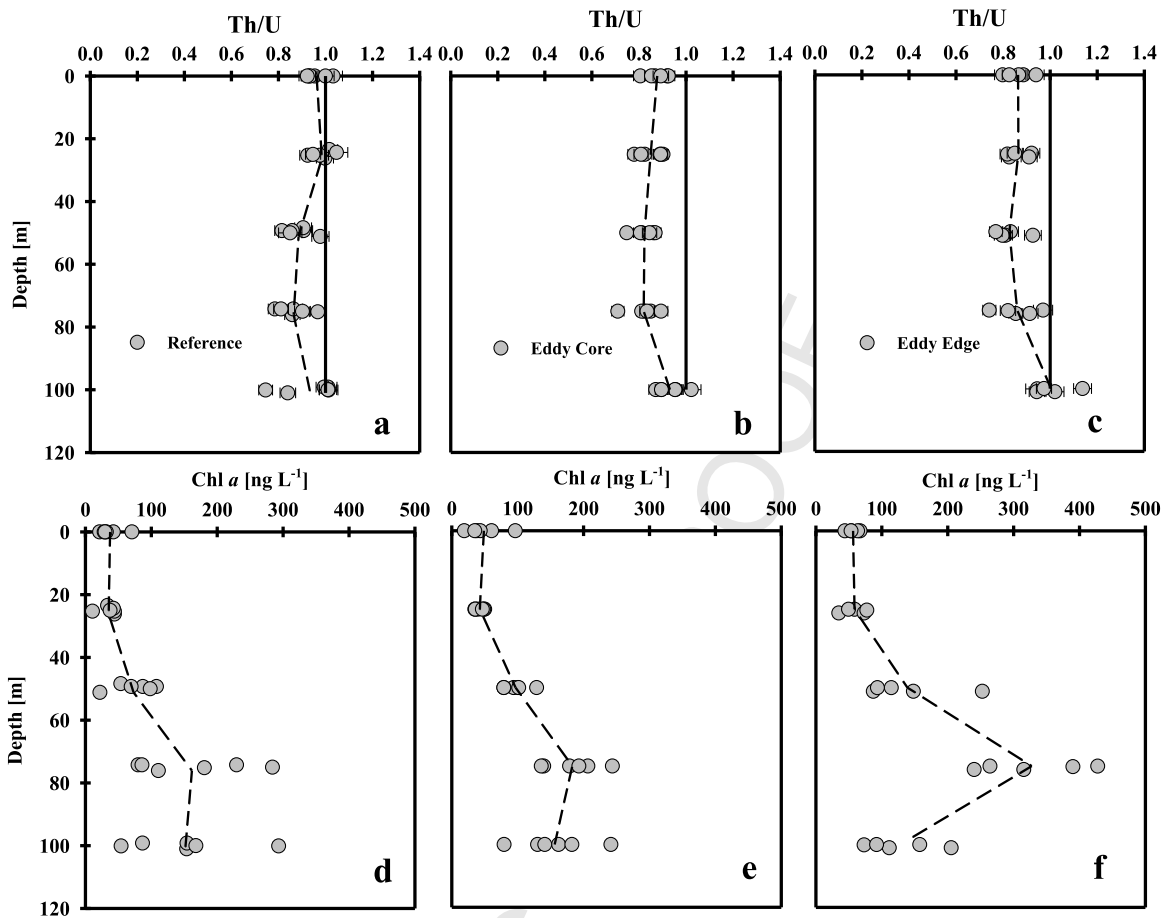 Th/U Th/U Th/U
0.0 0.2 0.4 0.6 0.8 1.0 1.2 1.4 0.0 0.2 0.4 0.6 0.8 1.0 1.2 1.4 0.0 0.2 0.4 0.6 0.8 1.0 1.2 1.4
0
20
40
Depth [m]
60
80
Reference Eddy Core Eddy Edge
100
a b c
120
Chl a [ng L-1] Chl a [ng L-1] Chl a [ng L-1]
0 100 200 300 400 500 0 100 200 300 400 500 0 100 200 300 400 500
0
20
40
Depth [m]
60
80
100
d e f
120